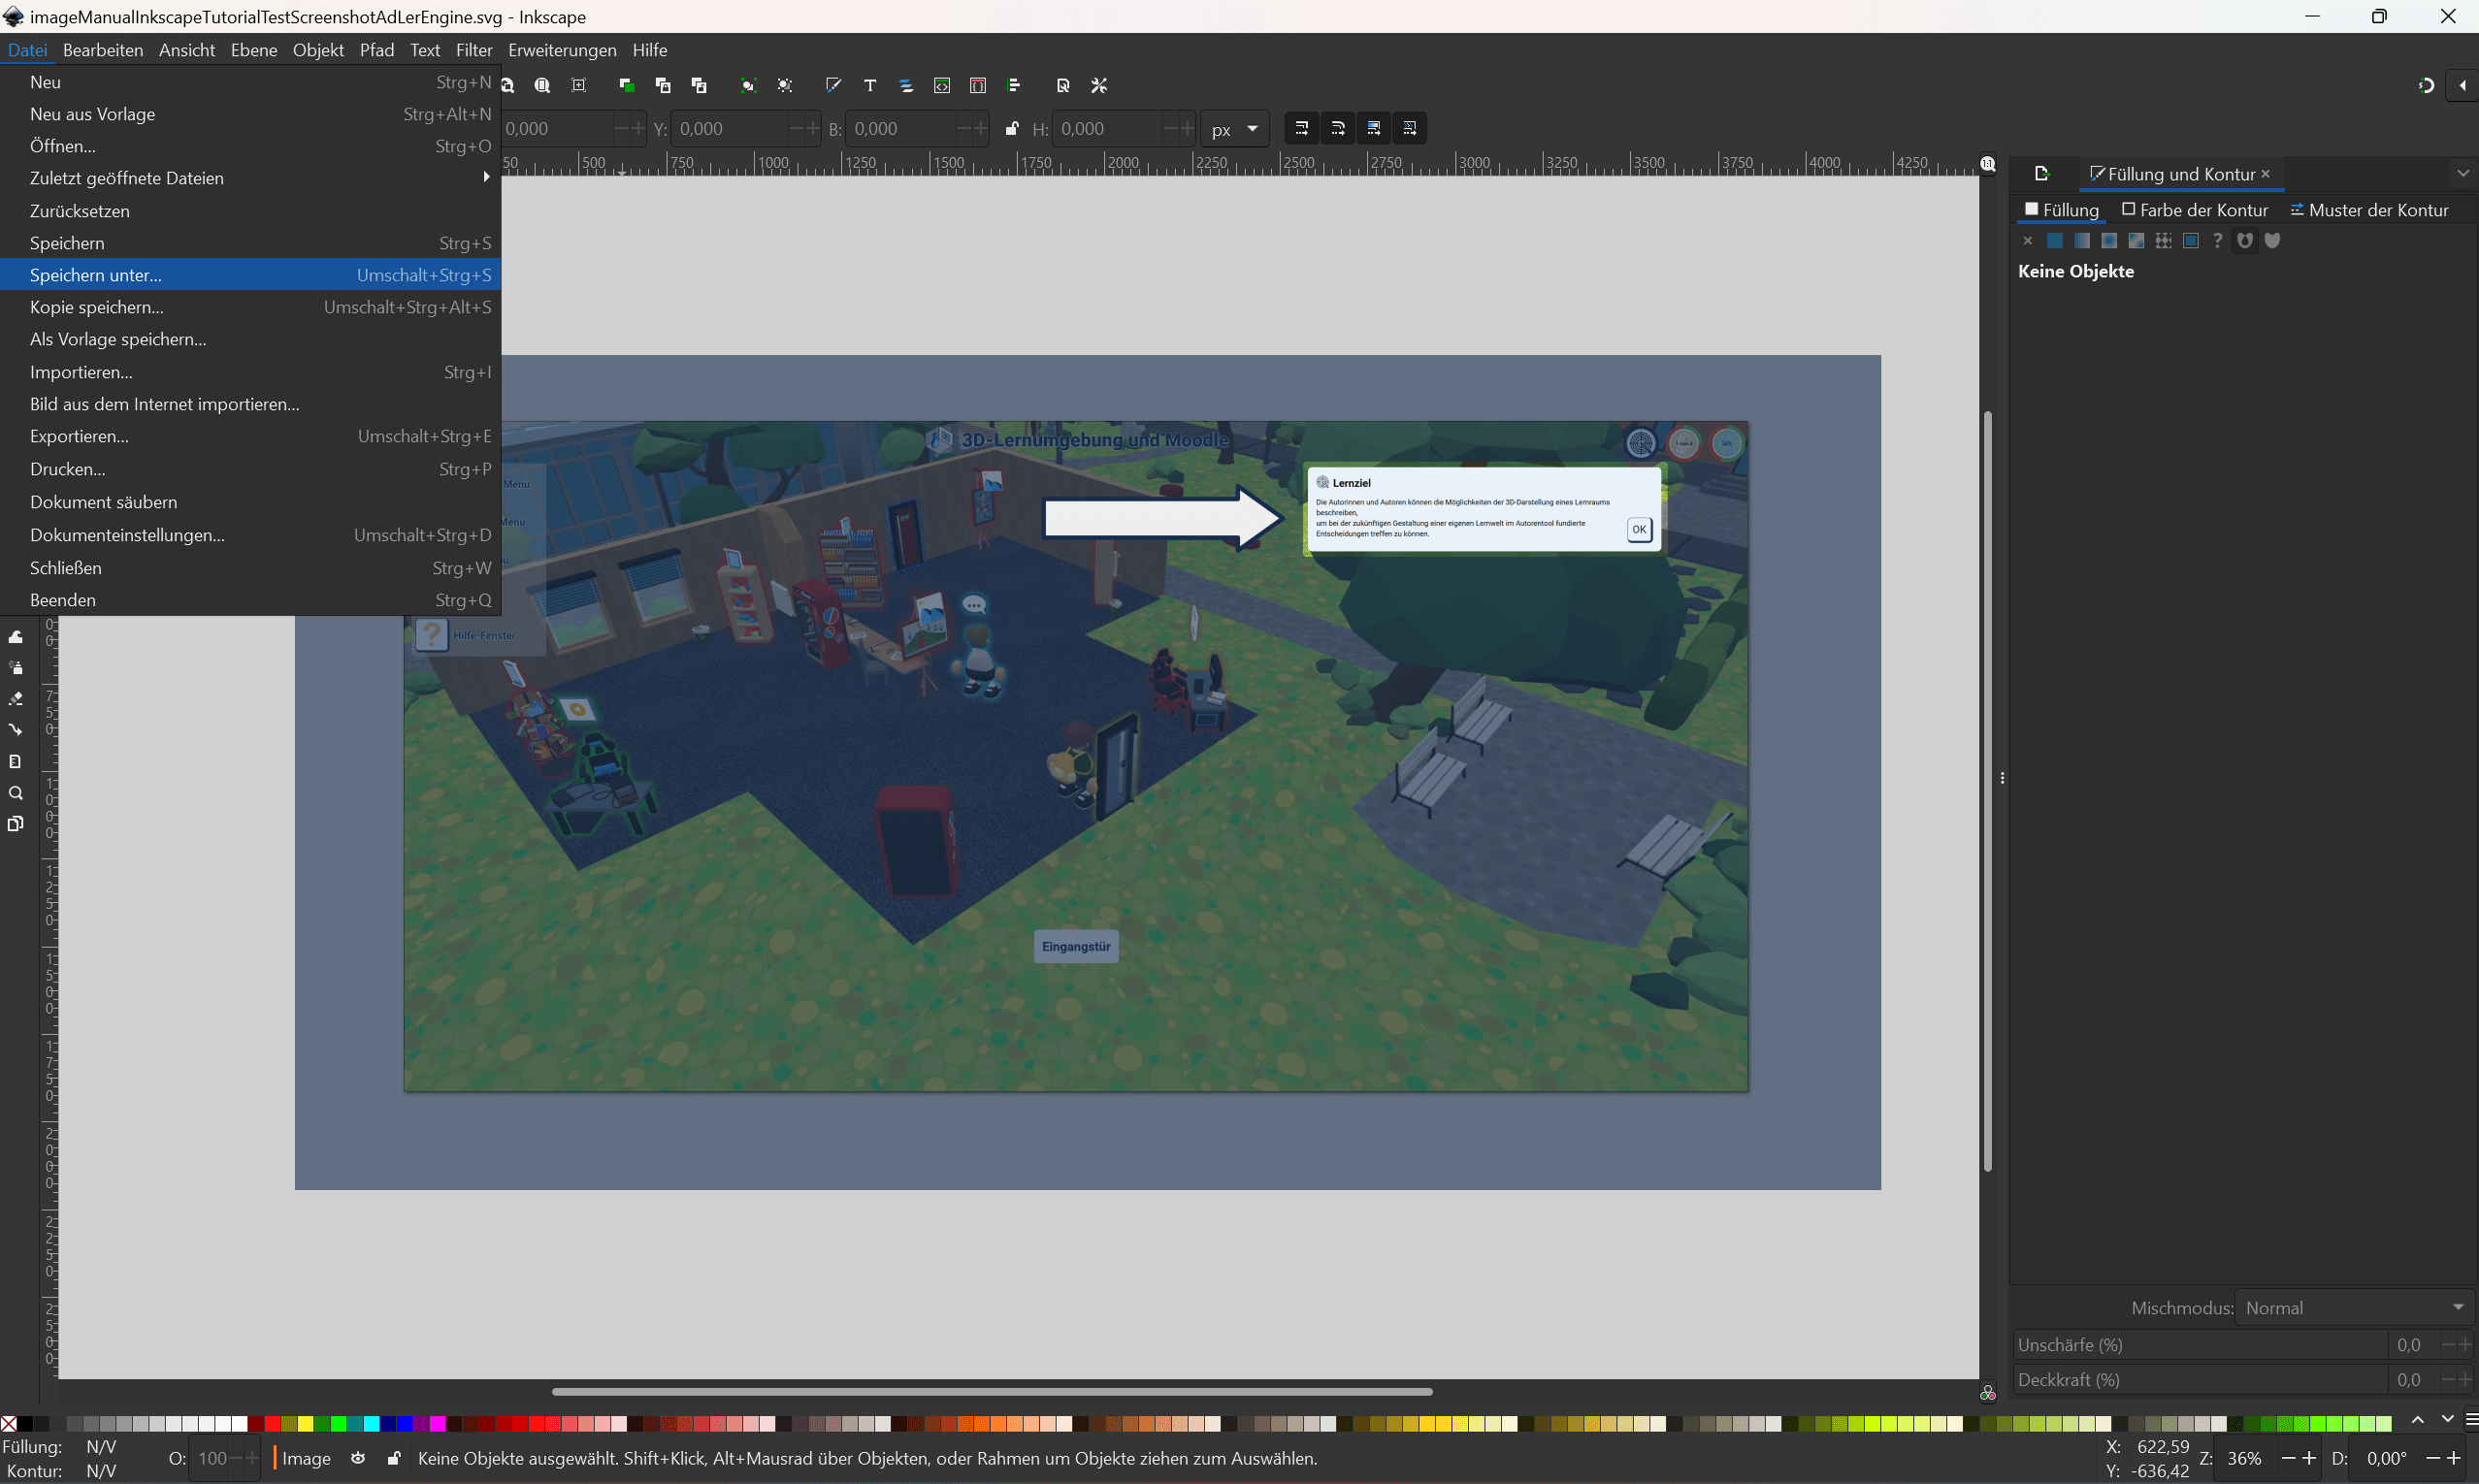 imageManualInkscapeTutorialTestScreenshotAdLerEngine.svg - Inkscape
Datei Bearbeiten Ansicht Ebene Objekt Pfad Text Filter Erweiterungen Hilfe
Neu Strg+N
Neu aus Vorlage Strg+Alt+N
Öffnen... Strg+O
Zuletzt geöffnete Dateien
Zurücksetzen
Speichern Strg+S
Speichern unter... Umschalt+Strg+S
Kopie speichern... Umschalt+Strg+Alt+S
Als Vorlage speichern...
Importieren... Strg+I
Bild aus dem Internet importieren...
Exportieren... Umschalt+Strg+E
Drucken... Strg+P
Dokument säubern
Dokumenteinstellungen... Umschalt+Strg+D
Schließen Strg+W
Beenden Strg+Q
0,000 Y: 0,000 B: 0,000 H: 0,000 px
500 750 1000 1250 1500 1750 2000 2250 2500 2750 3000 3250 3500 3750 4000 4250
3D-Lernumgebung und Moodle
Menü
Menü
Hilfe-Fenster
Lernziel
Die Autorinnen und Autoren können die Möglichkeiten der 3D-Darstellung eines Lernraums
beschreiben,
um bei der zukünftigen Gestaltung einer eigenen Lernwelt im Autorentool fundierte
Entscheidungen treffen zu können.
OK
Eingangstür
Füllung und Kontur
Füllung Farbe der Kontur Muster der Kontur
Keine Objekte
Mischmodus: Normal
Unschärfe (%) 0,0
Deckkraft (%) 0,0
Füllung: N/V
Kontur: N/V
O: 100 Image Keine Objekte ausgewählt. Shift+Klick, Alt+Mausrad über Objekten, oder Rahmen um Objekte ziehen zum Auswählen.
X: 622,59
Y: -636,42
Z: 36% D: 0,00°